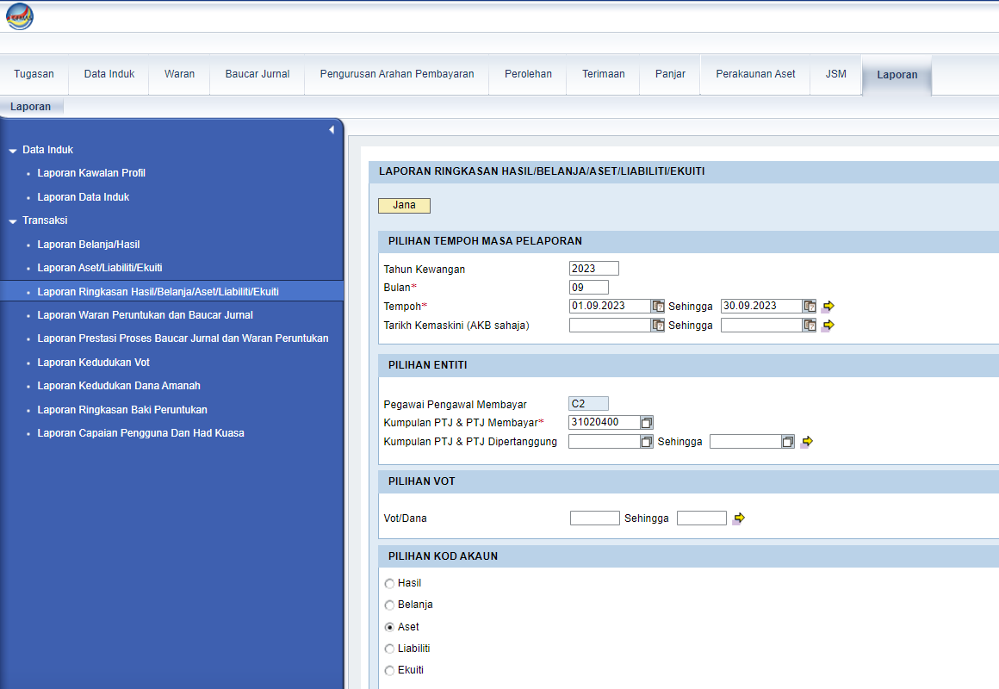 Tugasan Data Induk Waran Baucar Jurnal Pengurusan Arahan Pembayaran Perolehan Terimaan Panjar Perakaunan Aset JSM Laporan
Laporan
Data Induk
Laporan Kawalan Profil
Laporan Data Induk
Transaksi
Laporan Belanja/Hasil
Laporan Aset/Liabiliti/Ekuiti
Laporan Ringkasan Hasil/Belanja/Aset/Liabiliti/Ekuiti
Laporan Waran Peruntukan dan Baucar Jurnal
Laporan Prestasi Proses Baucar Jurnal dan Waran Peruntukan
Laporan Kedudukan Vot
Laporan Kedudukan Dana Amanah
Laporan Ringkasan Baki Peruntukan
Laporan Capaian Pengguna Dan Had Kuasa
LAPORAN RINGKASAN HASIL/BELANJA/ASET/LIABILITI/EKUITI
Jana
PILIHAN TEMPOH MASA PELAPORAN
Tahun Kewangan 2023
Bulan* 09
Tempoh* 01.09.2023 Sehingga 30.09.2023
Tarikh Kemaskini (AKB sahaja) Sehingga
PILIHAN ENTITI
Pegawai Pengawal Membayar C2
Kumpulan PTJ & PTJ Membayar* 31020400
Kumpulan PTJ & PTJ Dipertanggung Sehingga
PILIHAN VOT
Vot/Dana Sehingga
PILIHAN KOD AKAUN
Hasil
Belanja
Aset
Liabiliti
Ekuiti